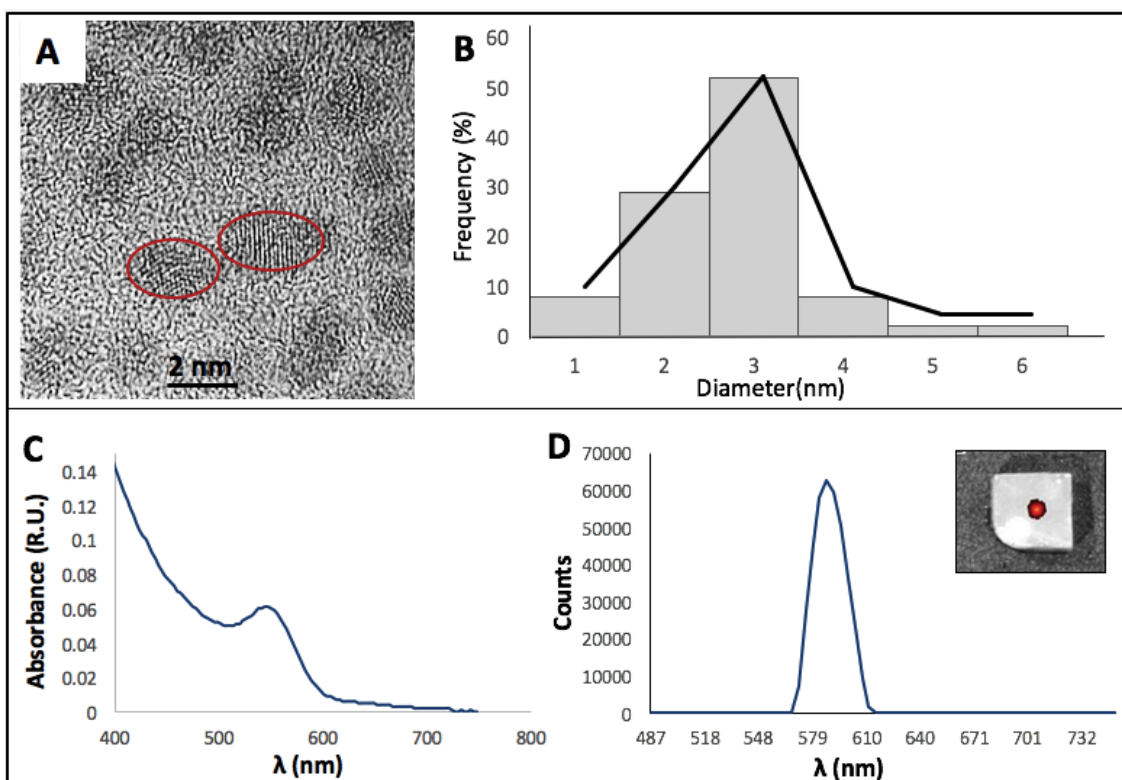 A
2 nm
B
Frequency (%)
60
50
40
30
20
10
0
1 2 3 4 5 6
Diameter(nm)
C
Absorbance (R.U.)
0.14
0.12
0.1
0.08
0.06
0.04
0.02
0
400 500 600 700 800
λ (nm)
D
Counts
70000
60000
50000
40000
30000
20000
10000
0
487 518 548 579 610 640 671 701 732
λ (nm)